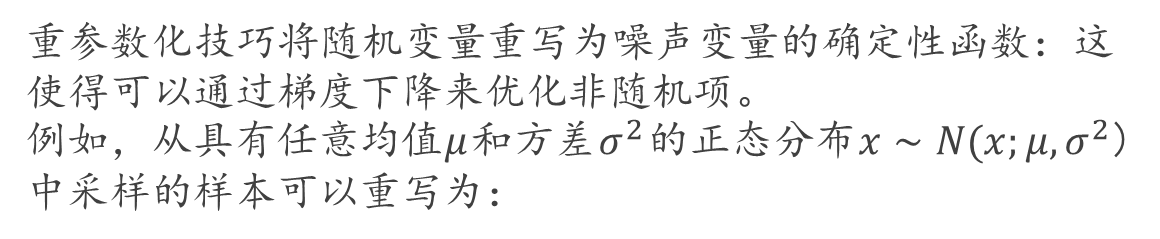 重参数化技巧将随机变量重写为噪声变量的确定性函数：这
使得可以通过梯度下降来优化非随机项。
例如，从具有任意均值μ和方差σ²的正态分布x ~ N(x; μ, σ²）
中采样的样本可以重写为：